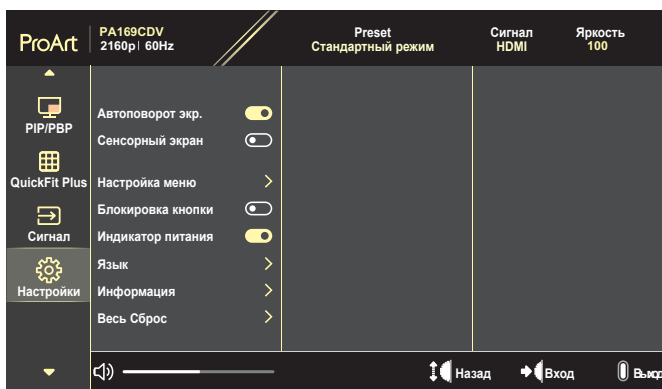 ProArt
PA169CDV
2160p| 60Hz
Preset
Стандартный режим
Сигнал
HDMI
Яркость
100
PIP/PBP
QuickFit Plus
Сигнал
Настройки
Автоповорот экр.
Сенсорный экран
Настройка меню
Блокировка кнопки
Индикатор питания
Язык
Информация
Весь Сброс
Назад
Вход
Выход